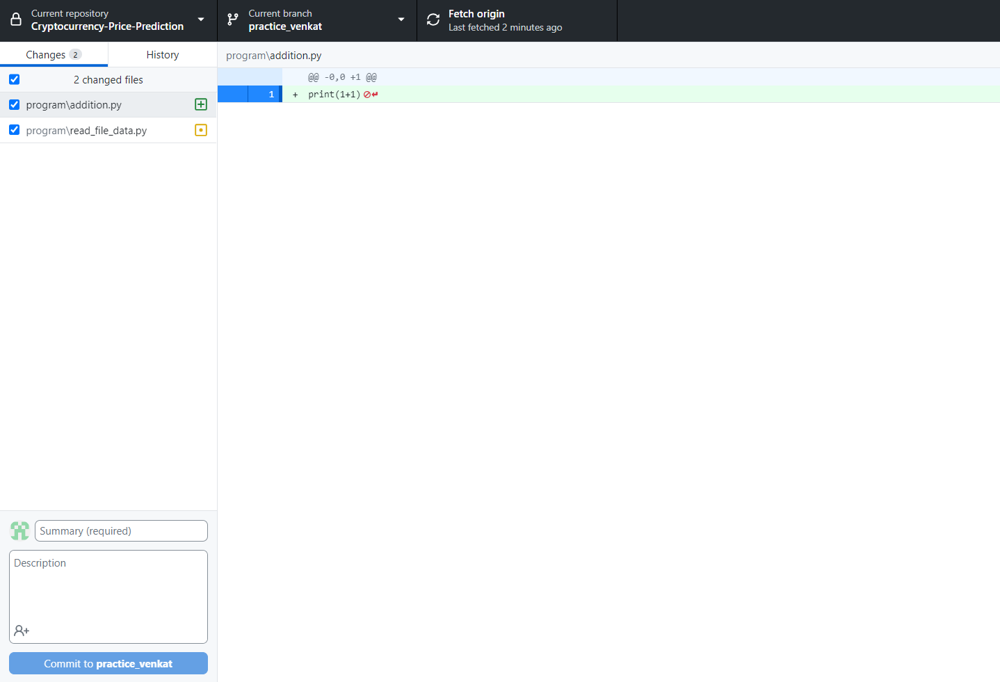 Current repository
Cryptocurrency-Price-Prediction
Current branch
practice_venkat
Fetch origin
Last fetched 2 minutes ago
Changes 2
History
program\addition.py
2 changed files
@@ -0,0 +1 @@
1 + print(1+1)
program\addition.py
program\read_file_data.py
Summary (required)
Description
Commit to practice_venkat